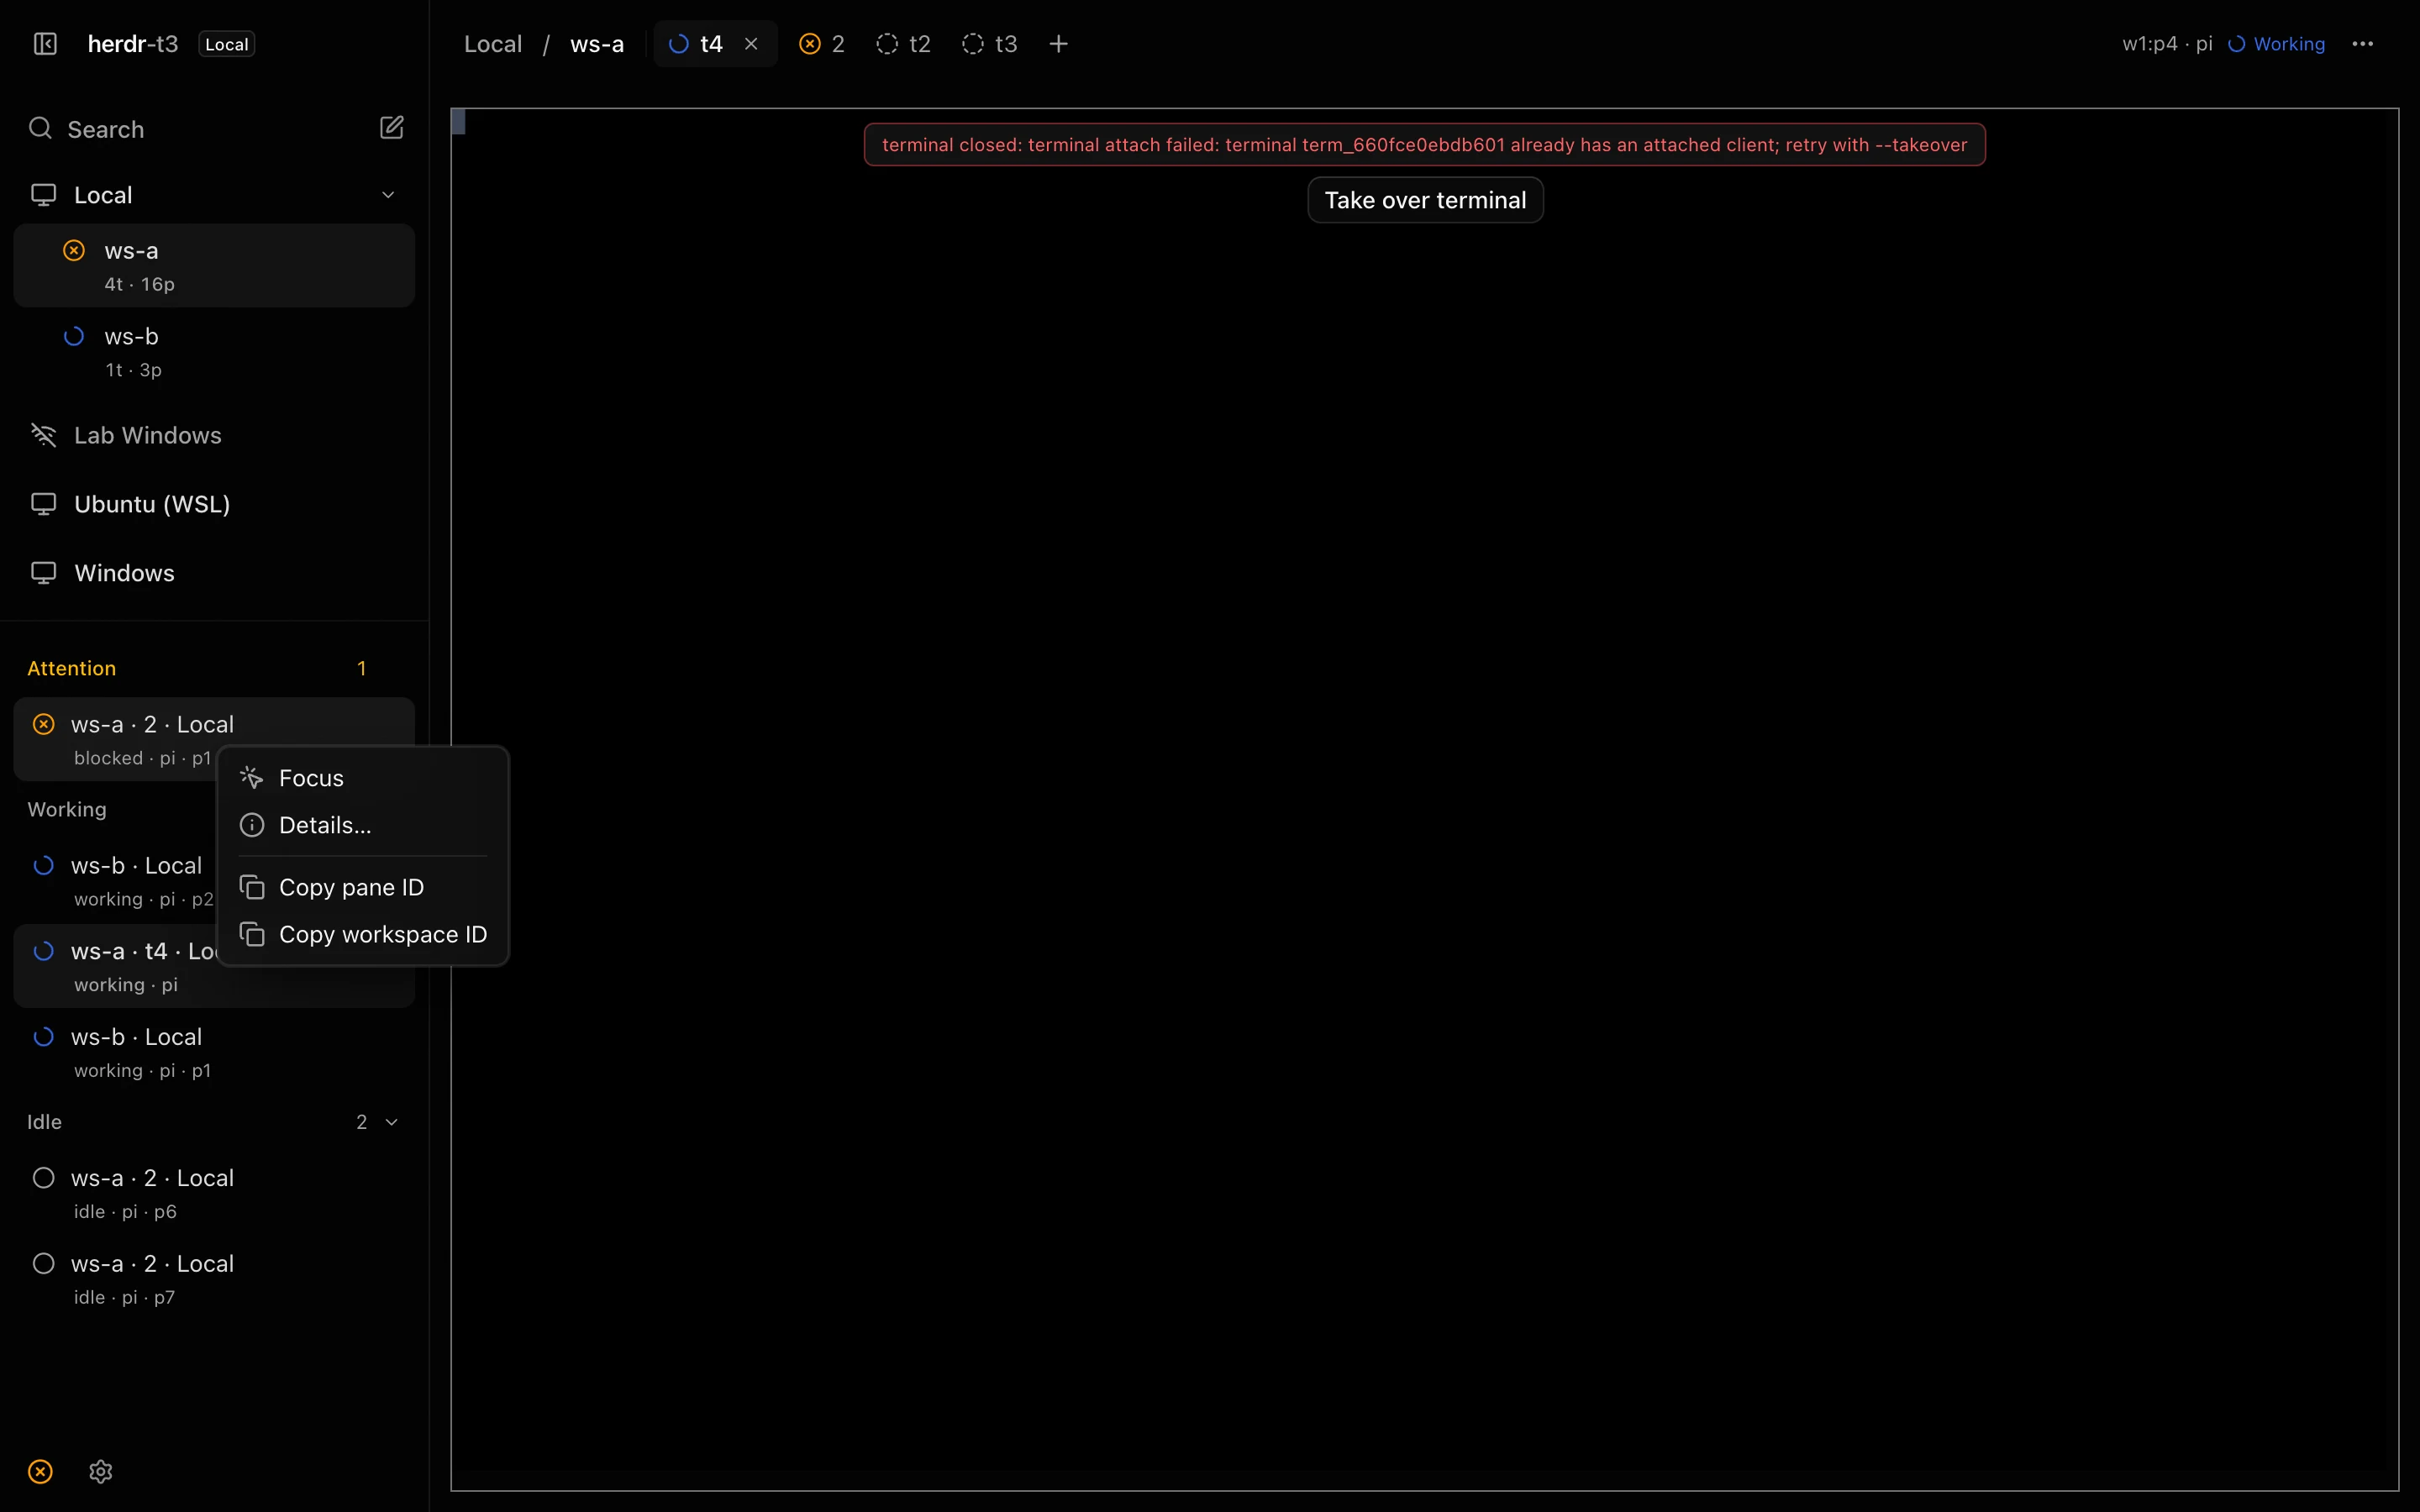 herdr-t3 Local
Search
Local
ws-a
4t · 16p
ws-b
1t · 3p
Lab Windows
Ubuntu (WSL)
Windows
Attention 1
ws-a · 2 · Local
blocked · pi · p1
Working
ws-b · Local
working · pi · p2
ws-a · t4 · Loc
working · pi
ws-b · Local
working · pi · p1
Idle 2
ws-a · 2 · Local
idle · pi · p6
ws-a · 2 · Local
idle · pi · p7
Focus
Details...
Copy pane ID
Copy workspace ID
Local / ws-a t4 2 t2 t3
w1:p4 · pi Working
terminal closed: terminal attach failed: terminal term_660fce0ebdb601 already has an attached client; retry with --takeover
Take over terminal